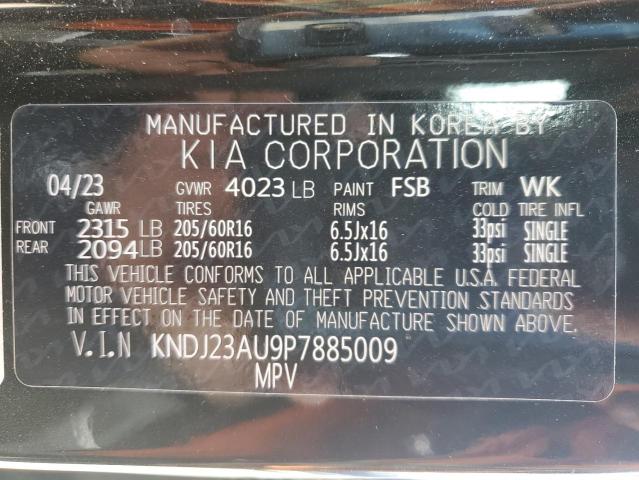 MANUFACTURED IN KOREA BY
KIA CORPORATION
04/23 GVWR 4023 LB PAINT FSB TRIM WK
GAWR TIRES RIMS COLD TIRE INFL
FRONT 2315 LB 205/60R16 6.5Jx16 33psi SINGLE
REAR 2094 LB 205/60R16 6.5Jx16 33psi SINGLE
THIS VEHICLE CONFORMS TO ALL APPLICABLE U.S.A. FEDERAL
MOTOR VEHICLE SAFETY AND THEFT PREVENTION STANDARDS
IN EFFECT ON THE DATE OF MANUFACTURE SHOWN ABOVE.
V.I.N KNDJ23AU9P7885009
MPV